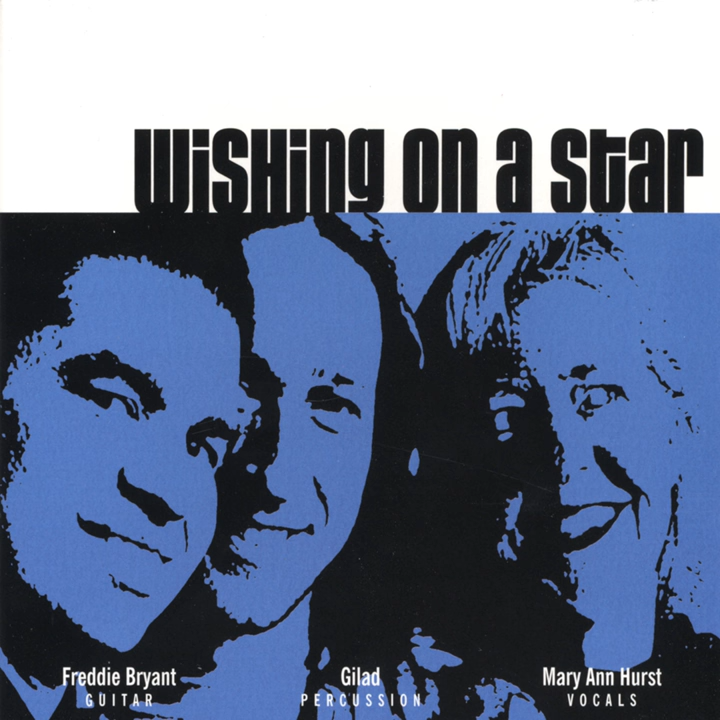 WiSHing on a star
Freddie Bryant Gilad Mary Ann Hurst
GUITAR PERCUSSION VOCALS